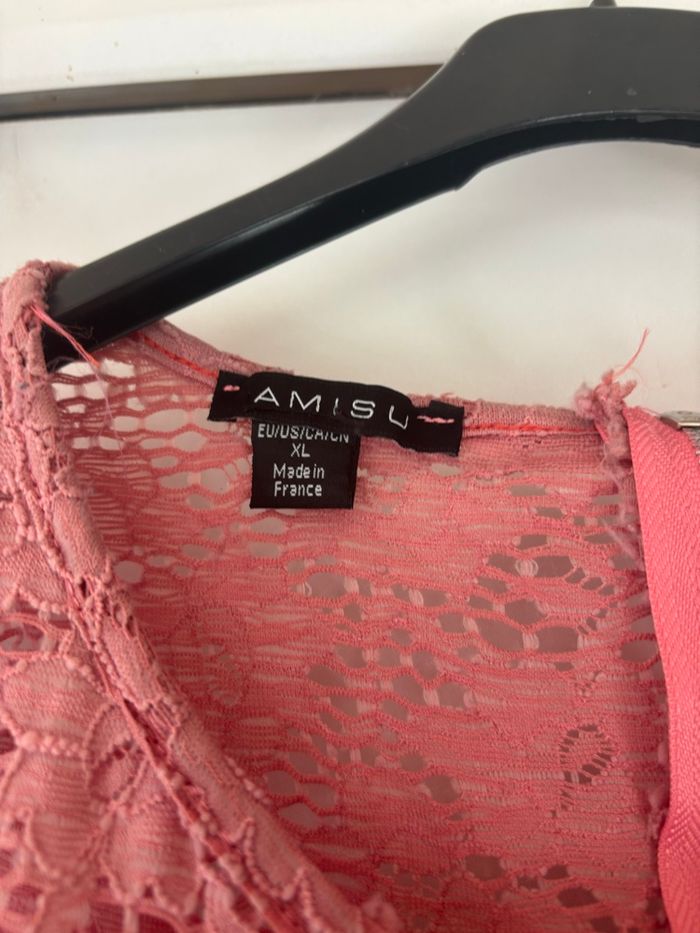 AMISU
EU/US/CA/CN
XL
Made in
France